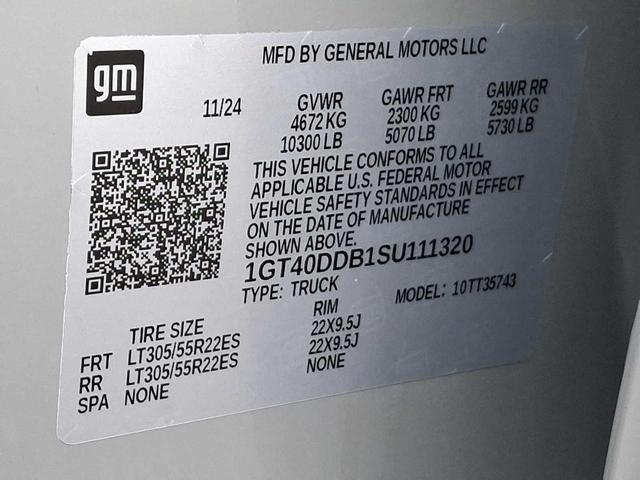 gm
MFD BY GENERAL MOTORS LLC
11/24
GVWR
4672 KG
10300 LB
GAWR FRT
2300 KG
5070 LB
GAWR RR
2599 KG
5730 LB
THIS VEHICLE CONFORMS TO ALL
APPLICABLE U.S. FEDERAL MOTOR
VEHICLE SAFETY STANDARDS IN EFFECT
ON THE DATE OF MANUFACTURE
SHOWN ABOVE.
1GT40DDB1SU111320
TYPE: TRUCK
MODEL: 10TT35743
TIRE SIZE RIM
FRT LT305/55R22ES 22X9.5J
RR LT305/55R22ES 22X9.5J
SPA NONE NONE